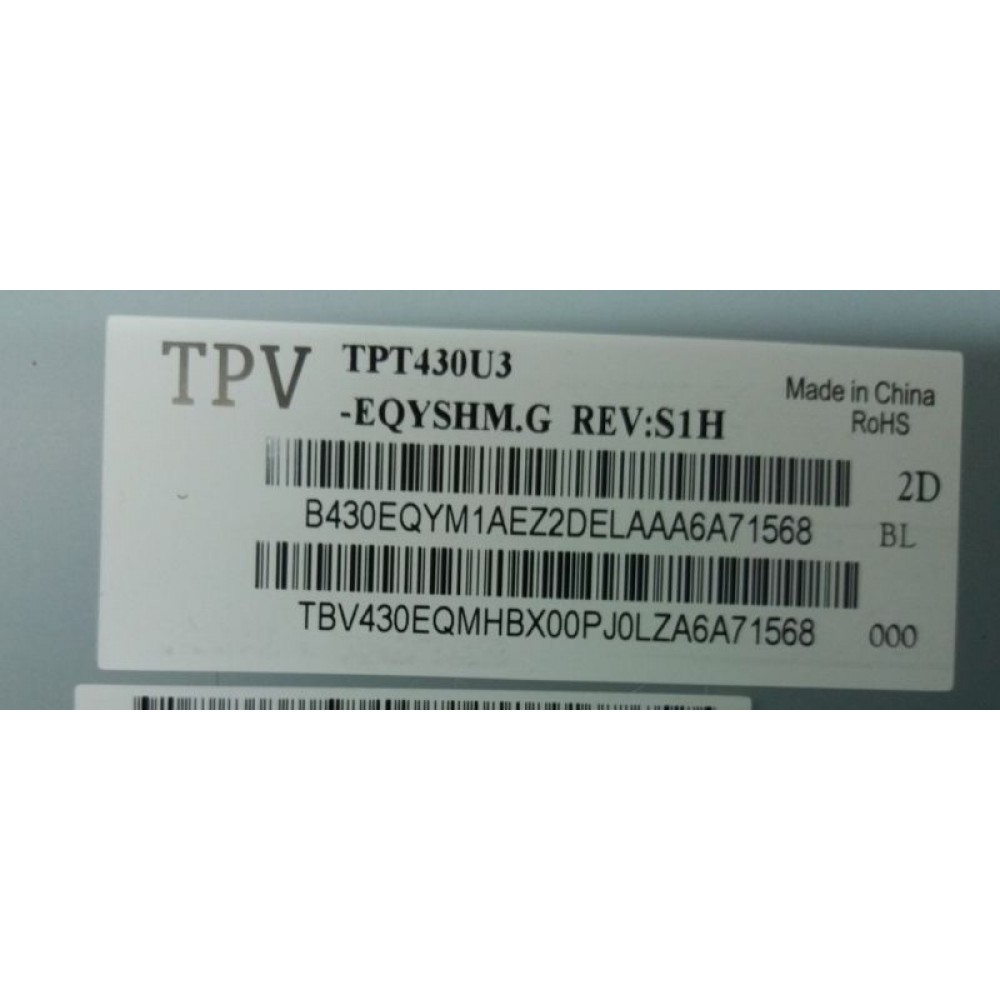 TPV TPT430U3
-EQYSHM.G REV:S1H
Made in China
RoHS
2D
B430EQYM1AEZ2DELAAA6A71568 BL
TBV430EQMHBX00PJ0LZA6A71568 000